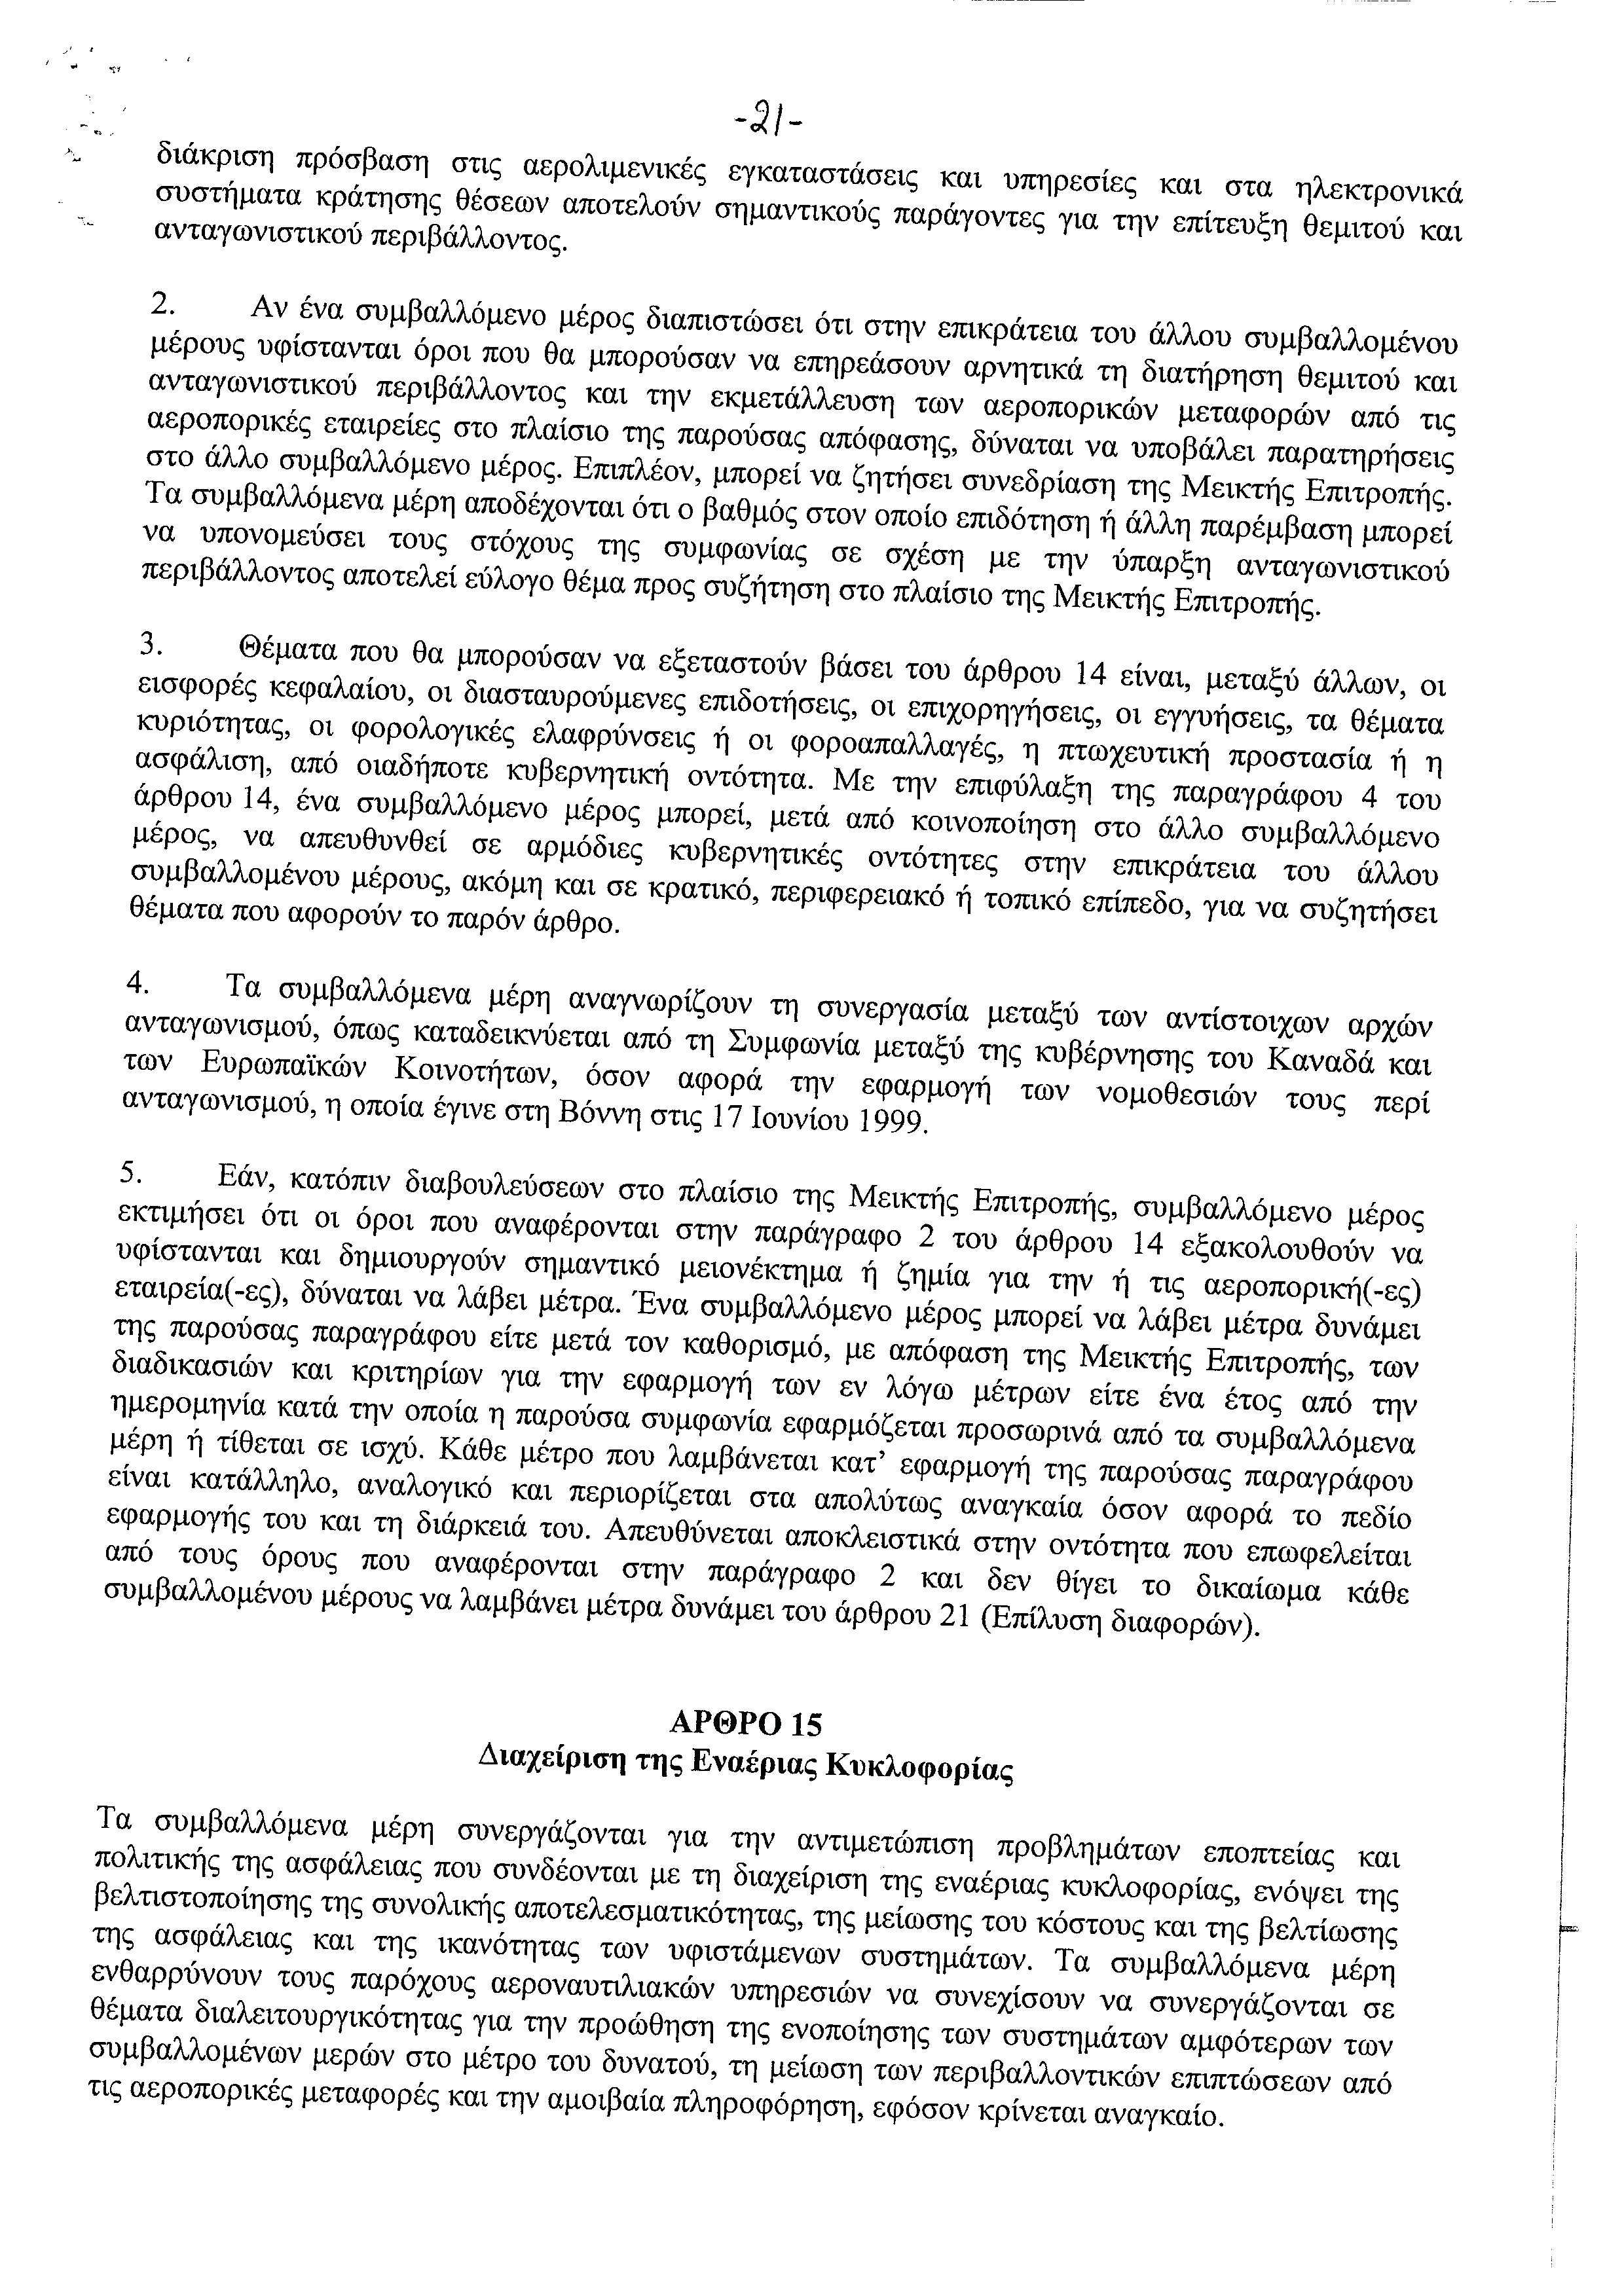 -21-
διάκριση πρόσβαση στις αερολιμενικές εγκαταστάσεις και υπηρεσίες και στα ηλεκτρονικά
συστήματα κράτησης θέσεων αποτελούν σημαντικούς παράγοντες για την επίτευξη θεμιτού και
ανταγωνιστικού περιβάλλοντος.
2. Αν ένα συμβαλλόμενο μέρος διαπιστώσει ότι στην επικράτεια του άλλου συμβαλλομένου
μέρους υφίστανται όροι που θα μπορούσαν να επηρεάσουν αρνητικά τη διατήρηση θεμιτού και
ανταγωνιστικού περιβάλλοντος και την εκμετάλλευση των αεροπορικών μεταφορών από τις
αεροπορικές εταιρείες στο πλαίσιο της παρούσας απόφασης, δύναται να υποβάλει παρατηρήσεις
στο άλλο συμβαλλόμενο μέρος. Επιπλέον, μπορεί να ζητήσει συνεδρίαση της Μεικτής Επιτροπής.
Τα συμβαλλόμενα μέρη αποδέχονται ότι ο βαθμός στον οποίο επιδότηση ή άλλη παρέμβαση μπορεί
να υπονομεύσει τους στόχους της συμφωνίας σε σχέση με την ύπαρξη ανταγωνιστικού
περιβάλλοντος αποτελεί εύλογο θέμα προς συζήτηση στο πλαίσιο της Μεικτής Επιτροπής.
3. Θέματα που θα μπορούσαν να εξεταστούν βάσει του άρθρου 14 είναι, μεταξύ άλλων, οι
εισφορές κεφαλαίου, οι διασταυρούμενες επιδοτήσεις, οι επιχορηγήσεις, οι εγγυήσεις, τα θέματα
κυριότητας, οι φορολογικές ελαφρύνσεις ή οι φοροαπαλλαγές, η πτωχευτική προστασία ή η
ασφάλιση, από οιαδήποτε κυβερνητική οντότητα. Με την επιφύλαξη της παραγράφου 4 του
άρθρου 14, ένα συμβαλλόμενο μέρος μπορεί, μετά από κοινοποίηση στο άλλο συμβαλλόμενο
μέρος, να απευθυνθεί σε αρμόδιες κυβερνητικές οντότητες στην επικράτεια του άλλου
συμβαλλομένου μέρους, ακόμη και σε κρατικό, περιφερειακό ή τοπικό επίπεδο, για να συζητήσει
θέματα που αφορούν το παρόν άρθρο.
4. Τα συμβαλλόμενα μέρη αναγνωρίζουν τη συνεργασία μεταξύ των αντίστοιχων αρχών
ανταγωνισμού, όπως καταδεικνύεται από τη Συμφωνία μεταξύ της κυβέρνησης του Καναδά και
των Ευρωπαϊκών Κοινοτήτων, όσον αφορά την εφαρμογή των νομοθεσιών τους περί
ανταγωνισμού, η οποία έγινε στη Βόννη στις 17 Ιουνίου 1999.
5. Εάν, κατόπιν διαβουλεύσεων στο πλαίσιο της Μεικτής Επιτροπής, συμβαλλόμενο μέρος
εκτιμήσει ότι οι όροι που αναφέρονται στην παράγραφο 2 του άρθρου 14 εξακολουθούν να
υφίστανται και δημιουργούν σημαντικό μειονέκτημα ή ζημία για την ή τις αεροπορική(-ες)
εταιρεία(-ες), δύναται να λάβει μέτρα. Ένα συμβαλλόμενο μέρος μπορεί να λάβει μέτρα δυνάμει
της παρούσας παραγράφου είτε μετά τον καθορισμό, με απόφαση της Μεικτής Επιτροπής, των
διαδικασιών και κριτηρίων για την εφαρμογή των εν λόγω μέτρων είτε ένα έτος από την
ημερομηνία κατά την οποία η παρούσα συμφωνία εφαρμόζεται προσωρινά από τα συμβαλλόμενα
μέρη ή τίθεται σε ισχύ. Κάθε μέτρο που λαμβάνεται κατ’ εφαρμογή της παρούσας παραγράφου
είναι κατάλληλο, αναλογικό και περιορίζεται στα απολύτως αναγκαία όσον αφορά το πεδίο
εφαρμογής του και τη διάρκειά του. Απευθύνεται αποκλειστικά στην οντότητα που επωφελείται
από τους όρους που αναφέρονται στην παράγραφο 2 και δεν θίγει το δικαίωμα κάθε
συμβαλλομένου μέρους να λαμβάνει μέτρα δυνάμει του άρθρου 21 (Επίλυση διαφορών).
ΑΡΘΡΟ 15
Διαχείριση της Εναέριας Κυκλοφορίας
Τα συμβαλλόμενα μέρη συνεργάζονται για την αντιμετώπιση προβλημάτων εποπτείας και
πολιτικής της ασφάλειας που συνδέονται με τη διαχείριση της εναέριας κυκλοφορίας, ενόψει της
βελτιστοποίησης της συνολικής αποτελεσματικότητας, της μείωσης του κόστους και της βελτίωσης
της ασφάλειας και της ικανότητας των υφιστάμενων συστημάτων. Τα συμβαλλόμενα μέρη
ενθαρρύνουν τους παρόχους αεροναυτιλιακών υπηρεσιών να συνεχίσουν να συνεργάζονται σε
θέματα διαλειτουργικότητας για την προώθηση της ενοποίησης των συστημάτων αμφότερων των
συμβαλλομένων μερών στο μέτρο του δυνατού, τη μείωση των περιβαλλοντικών επιπτώσεων από
τις αεροπορικές μεταφορές και την αμοιβαία πληροφόρηση, εφόσον κρίνεται αναγκαίο.